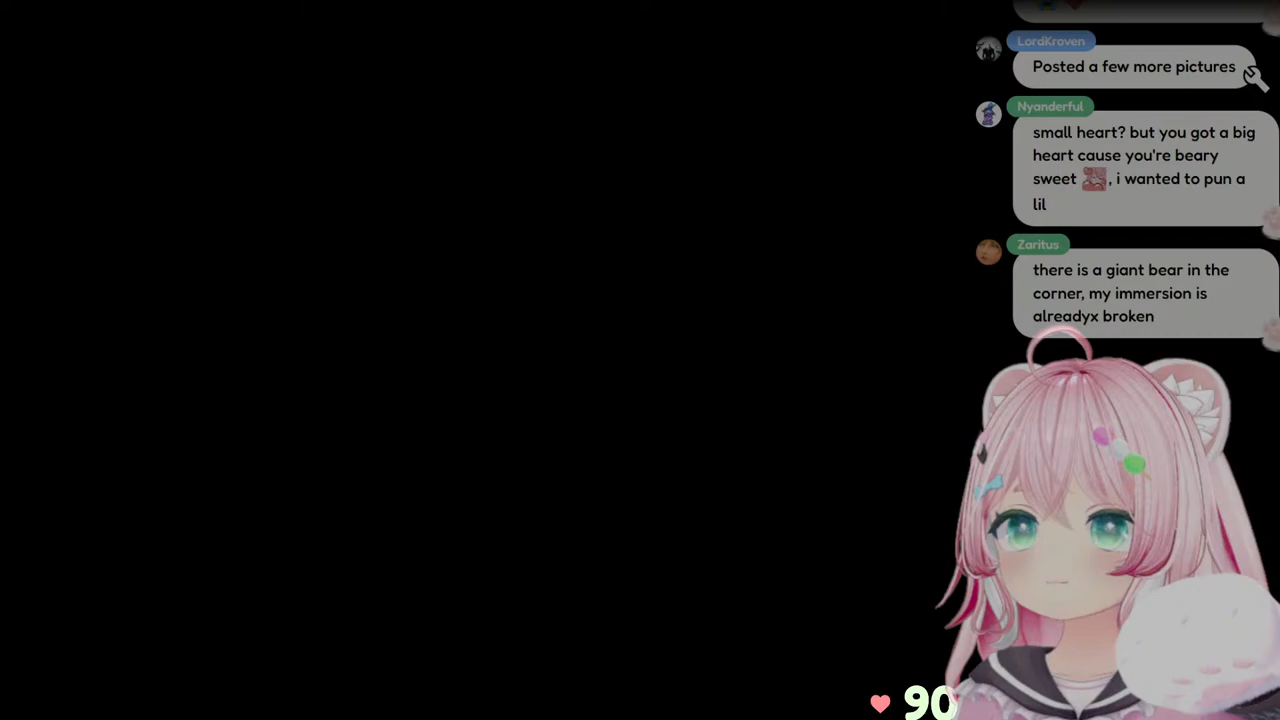 LordKroven
Posted a few more pictures
Nyanderful
small heart? but you got a big
heart cause you're beary
sweet , i wanted to pun a
lil
Zaritus
there is a giant bear in the
corner, my immersion is
alreadyx broken
90